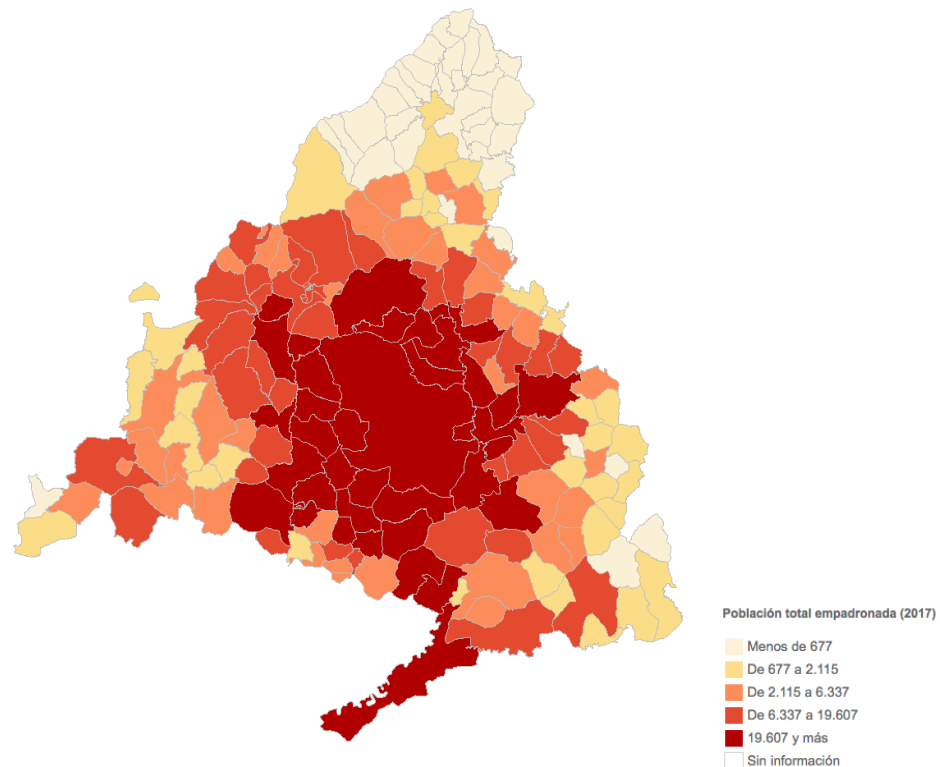 Población total empadronada (2017)
Menos de 677
De 677 a 2.115
De 2.115 a 6.337
De 6.337 a 19.607
19.607 y más
Sin información